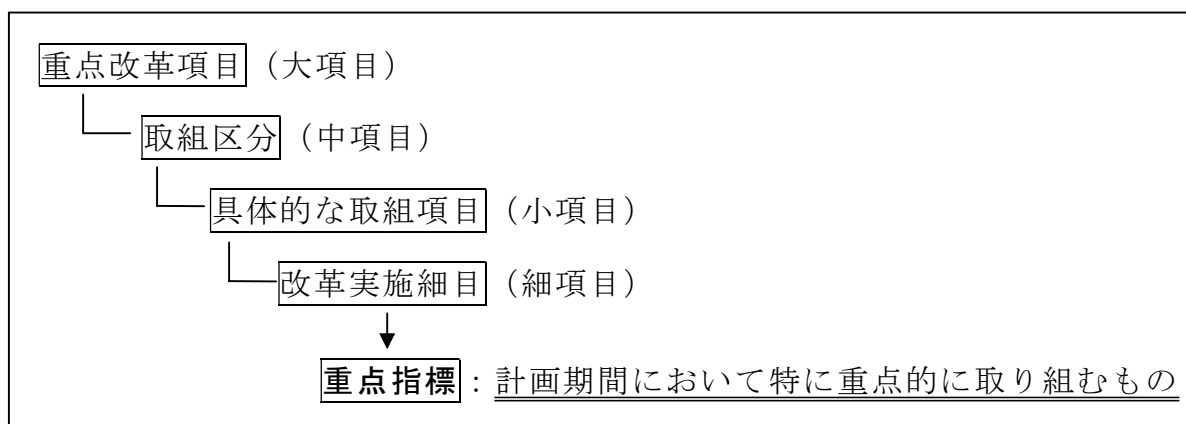 重点改革項目（大項目）
取組区分（中項目）
具体的な取組項目（小項目）
改革実施細目（細項目）
重点指標：計画期間において特に重点的に取り組むもの